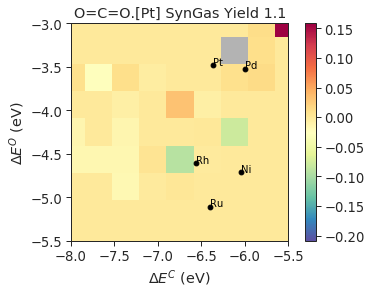 O=C=O.[Pt] SynGas Yield 1.1
−3.0
−3.5
−4.0
−4.5
−5.0
−5.5
ΔE^O (eV)
Pt
Pd
Rh
Ni
Ru
−8.0 −7.5 −7.0 −6.5 −6.0 −5.5
ΔE^C (eV)
0.15
0.10
0.05
0.00
−0.05
−0.10
−0.15
−0.20